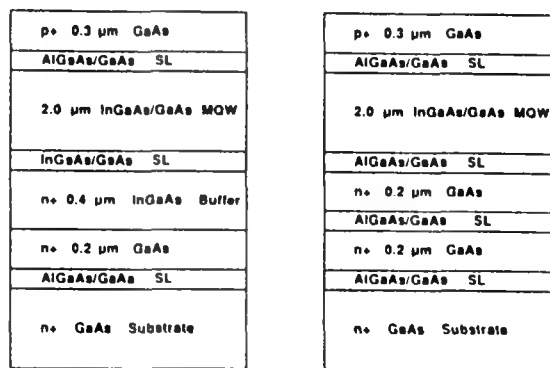 p+ 0.3 µm GaAs
AlGaAs/GaAs SL
2.0 µm InGaAs/GaAs MQW
InGaAs/GaAs SL
n+ 0.4 µm InGaAs Buffer
n+ 0.2 µm GaAs
AlGaAs/GaAs SL
n+ GaAs Substrate
p+ 0.3 µm GaAs
AlGaAs/GaAs SL
2.0 µm InGaAs/GaAs MQW
AlGaAs/GaAs SL
n+ 0.2 µm GaAs
AlGaAs/GaAs SL
n+ 0.2 µm GaAs
AlGaAs/GaAs SL
n+ GaAs Substrate